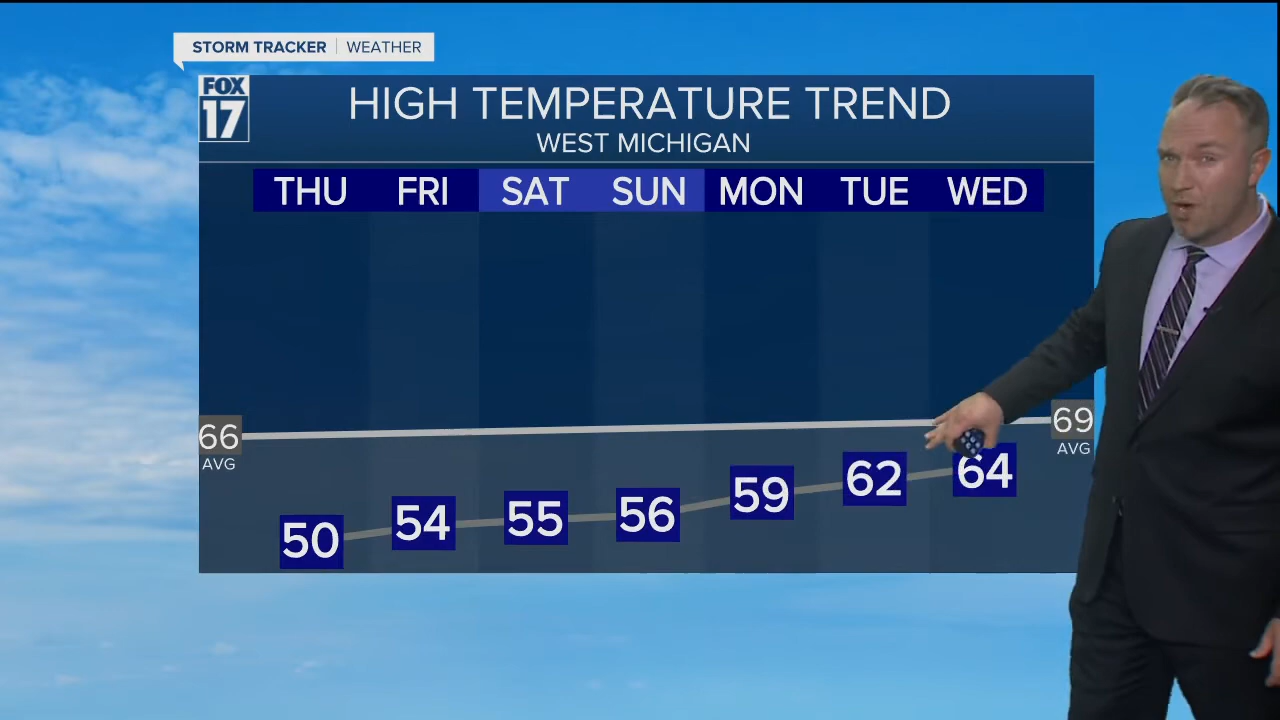 STORM TRACKER | WEATHER
FOX
17
HIGH TEMPERATURE TREND
WEST MICHIGAN
THU FRI SAT SUN MON TUE WED
66
AVG
69
AVG
50 54 55 56 59 62 64